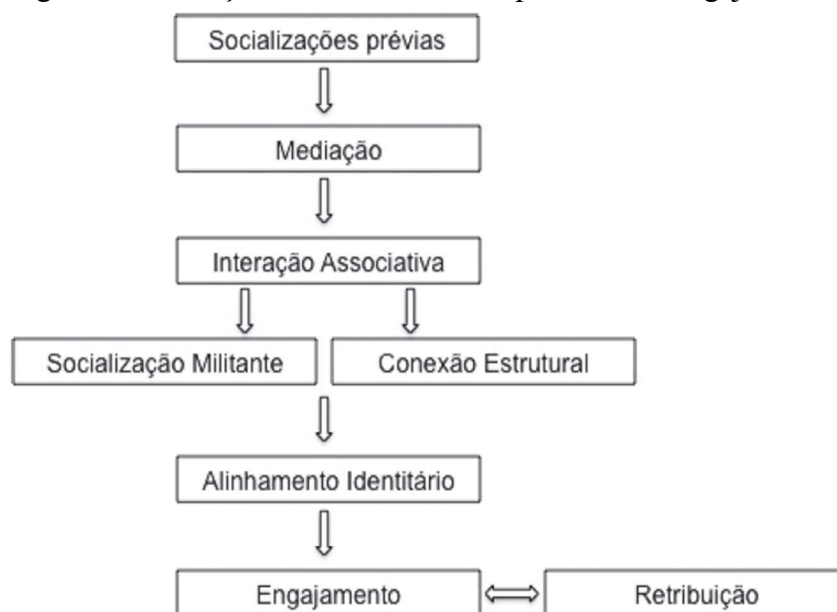 Socializações prévias
Mediação
Interação Associativa
Socialização Militante
Conexão Estrutural
Alinhamento Identitário
Engajamento
Retribuição